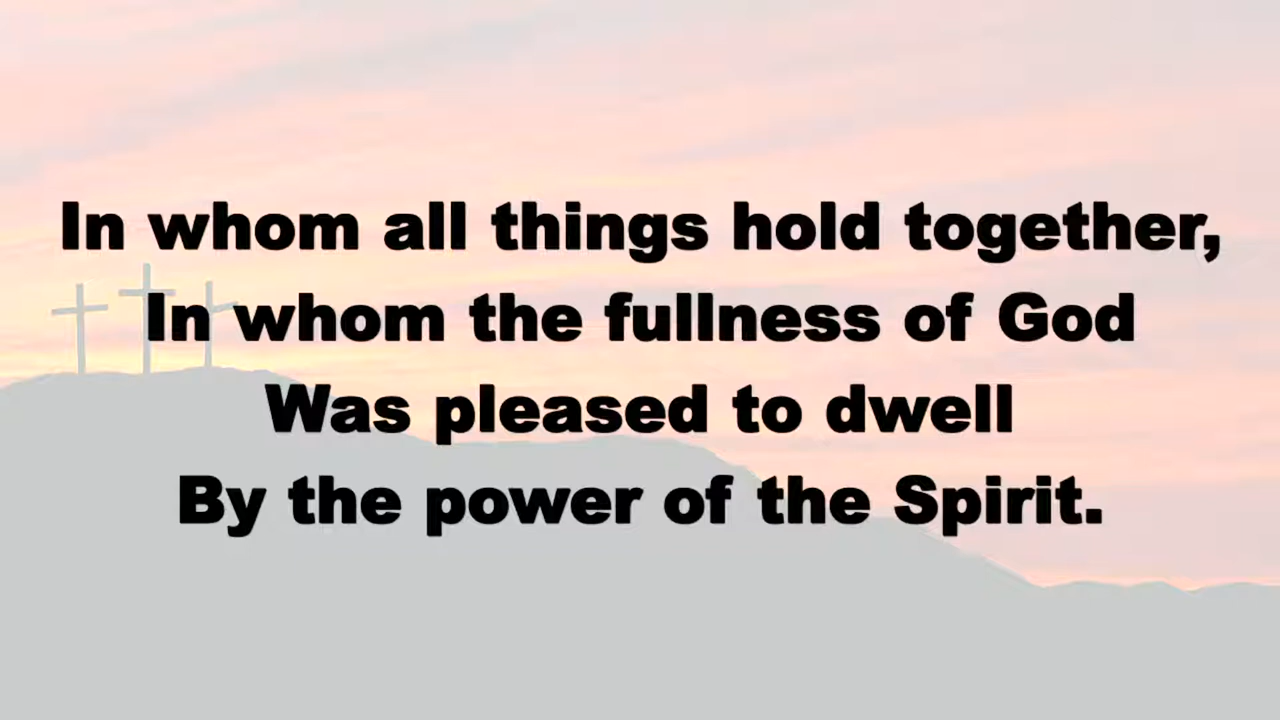 In whom all things hold together,
In whom the fullness of God
Was pleased to dwell
By the power of the Spirit.